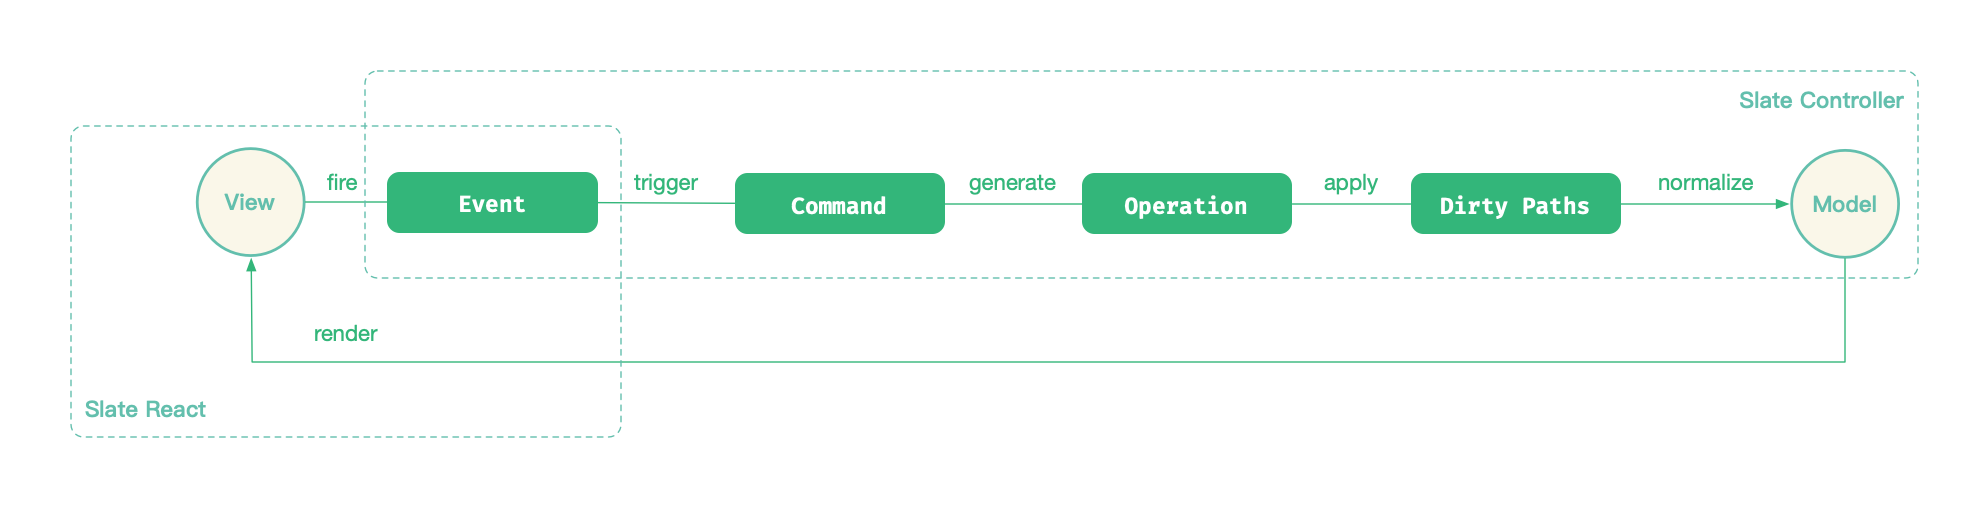 Slate Controller
View
fire
Event
trigger
Command
generate
Operation
apply
Dirty Paths
normalize
Model
render
Slate React